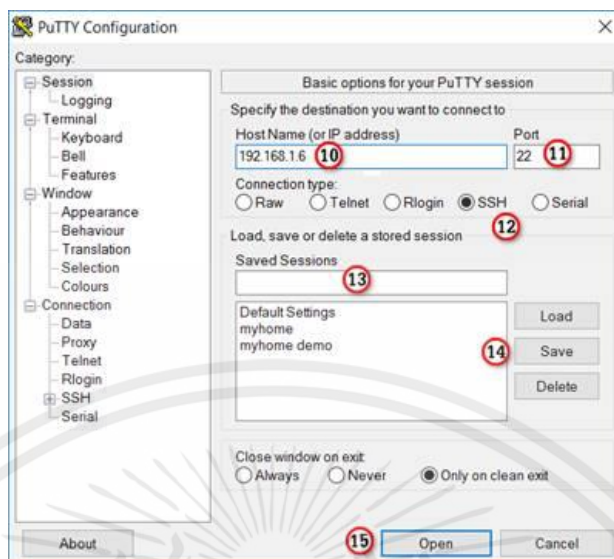 PuTTY Configuration
Category:
Session
Logging
Terminal
Keyboard
Bell
Features
Window
Appearance
Behaviour
Translation
Selection
Colours
Connection
Data
Proxy
Telnet
Rlogin
SSH
Serial
Basic options for your PuTTY session
Specify the destination you want to connect to
Host Name (or IP address) Port
192.168.1.6 10 22 11
Connection type:
Raw Telnet Rlogin SSH Serial
12
Load, save or delete a stored session
Saved Sessions
13
Default Settings Load
myhome
myhome demo 14 Save
Delete
Close window on exit:
Always Never Only on clean exit
About 15 Open Cancel